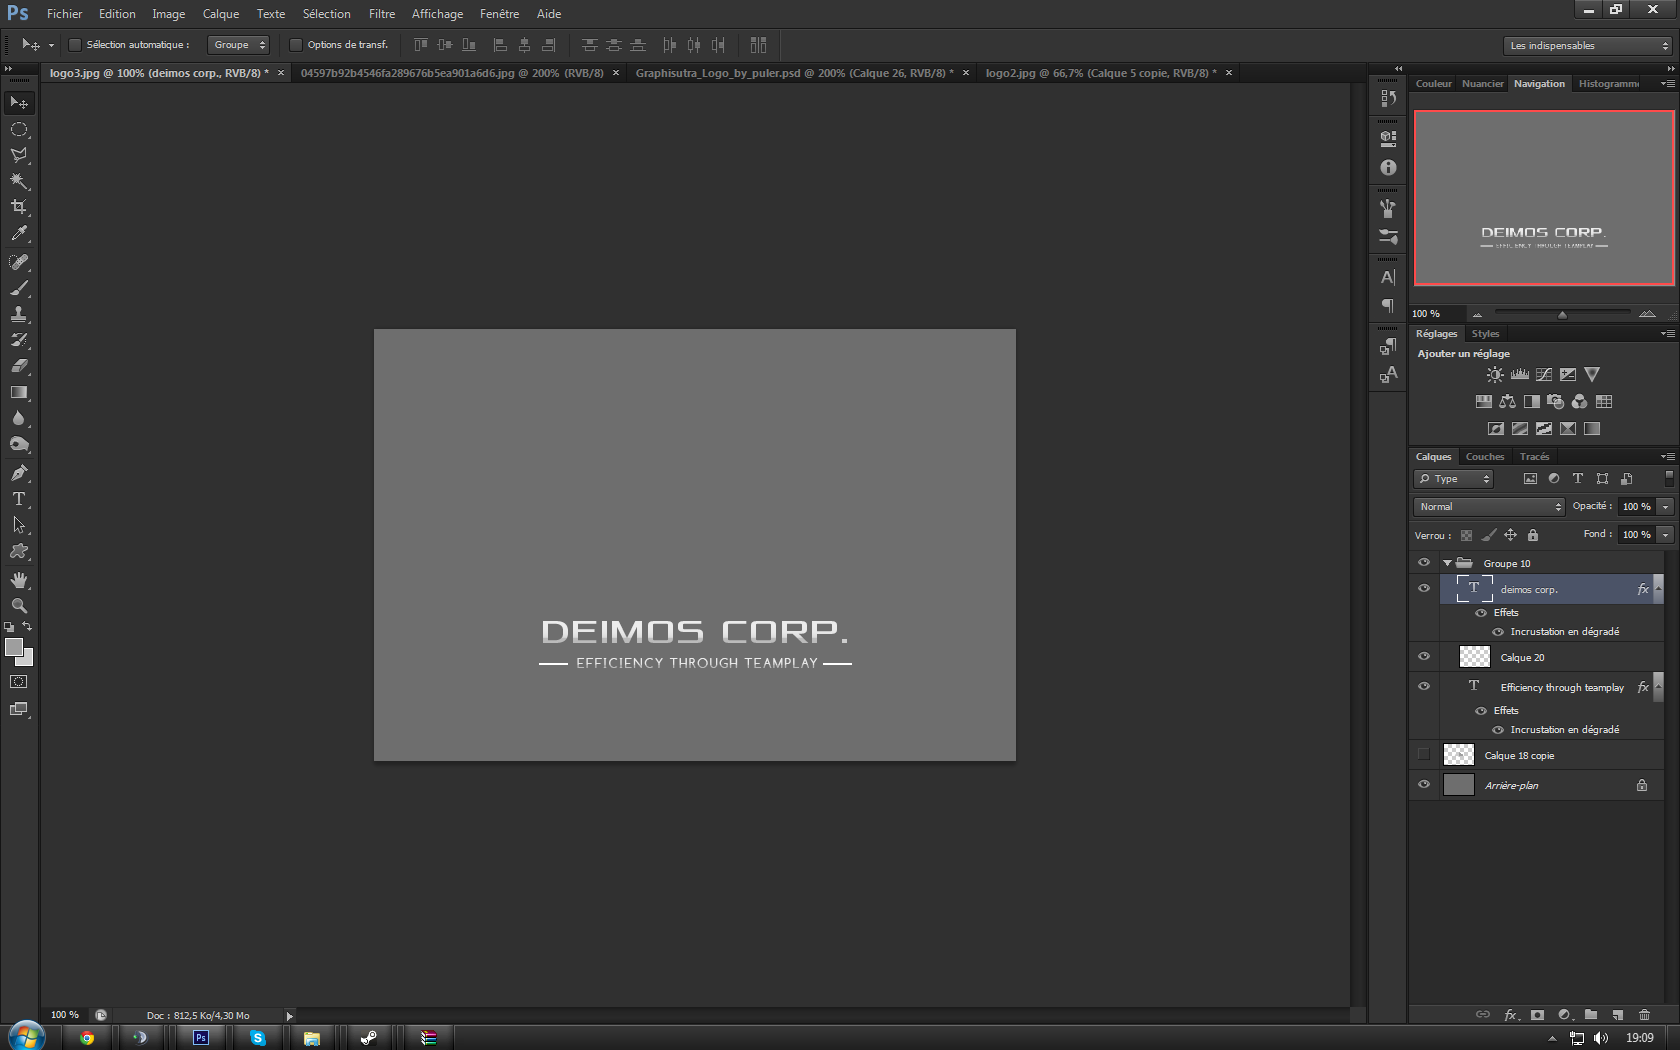 Ps Fichier Edition Image Calque Texte Sélection Filtre Affichage Fenêtre Aide
Sélection automatique : Groupe Options de transf. Les indispensables
logo3.jpg @ 100% (deimos corp., RVB/8) * × 04597b92b4546fa289676b5ea901a6d6.jpg @ 200% (RVB/8) × Graphisutra_Logo_by_puler.psd @ 200% (Calque 26, RVB/8) * × logo2.jpg @ 66,7% (Calque 5 copie, RVB/8) * ×
Couleur Nuancier Navigation Histogramme
DEIMOS CORP.
EFFICIENCY THROUGH TEAMPLAY
100 %
Réglages Styles
Ajouter un réglage
Calques Couches Tracés
Type
Normal Opacité : 100 %
Verrou : Fond : 100 %
Groupe 10
deimos corp. fx
Effets
Incrustation en dégradé
Calque 20
Efficiency through teamplay fx
Effets
Incrustation en dégradé
Calque 18 copie
Arrière-plan
DEIMOS CORP.
EFFICIENCY THROUGH TEAMPLAY
100 % Doc : 812,5 Ko/4,30 Mo
19:09